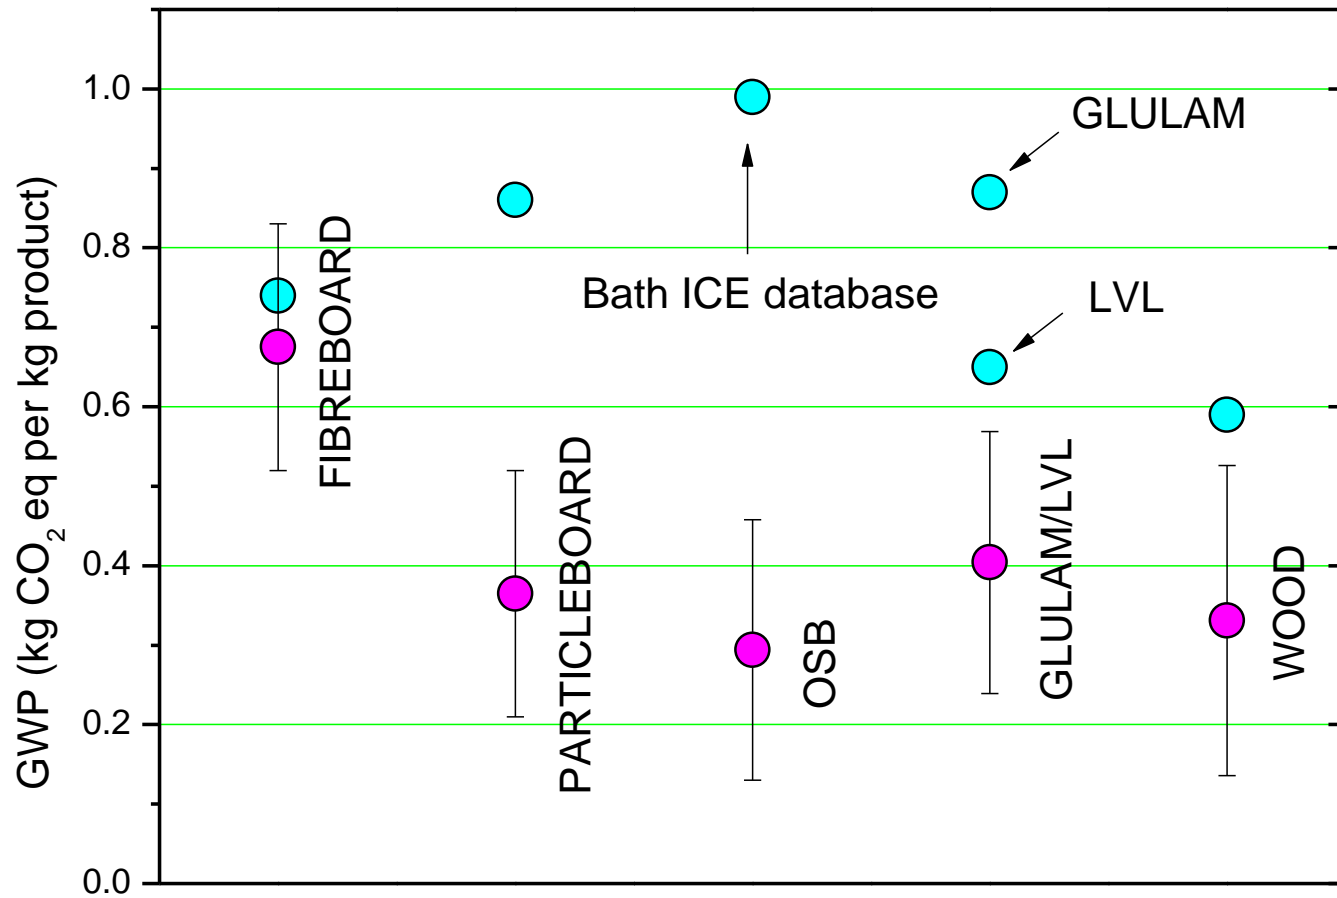 GWP (kg CO₂ eq per kg product)
1.0
0.8
0.6
0.4
0.2
0.0
GLULAM
Bath ICE database
LVL
FIBREBOARD
PARTICLEBOARD
OSB
GLULAM/LVL
WOOD